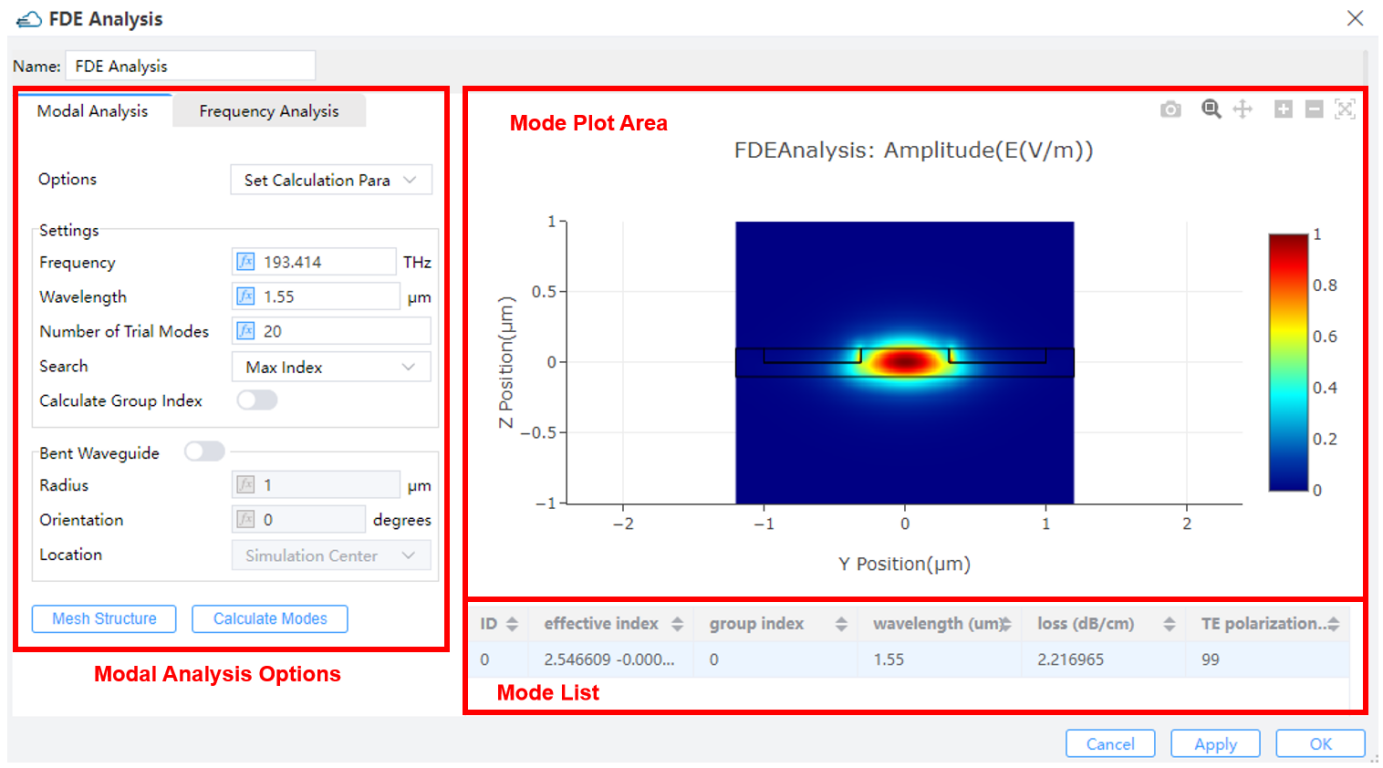 FDE Analysis
Name: FDE Analysis
Modal Analysis Frequency Analysis
Options Set Calculation Para
Settings
Frequency fx 193.414 THz
Wavelength fx 1.55 μm
Number of Trial Modes fx 20
Search Max Index
Calculate Group Index
Bent Waveguide
Radius fx 1 μm
Orientation fx 0 degrees
Location Simulation Center
Mesh Structure Calculate Modes
Modal Analysis Options
Mode Plot Area
FDEAnalysis: Amplitude(E(V/m))
Z Position(μm)
1
0.5
0
−0.5
−1
−2 −1 0 1 2
Y Position(μm)
1
0.8
0.6
0.4
0.2
0
ID effective index group index wavelength (um) loss (dB/cm) TE polarization...
0 2.546609 -0.000... 0 1.55 2.216965 99
Mode List
Cancel Apply OK